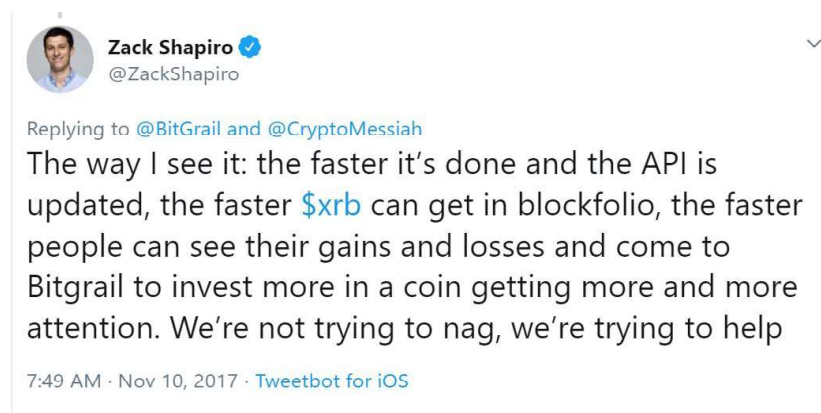 Zack Shapiro
@ZackShapiro
Replying to @BitGrail and @CryptoMessiah
The way I see it: the faster it’s done and the API is
updated, the faster $xrb can get in blockfolio, the faster
people can see their gains and losses and come to
Bitgrail to invest more in a coin getting more and more
attention. We’re not trying to nag, we’re trying to help
7:49 AM · Nov 10, 2017 · Tweetbot for iOS